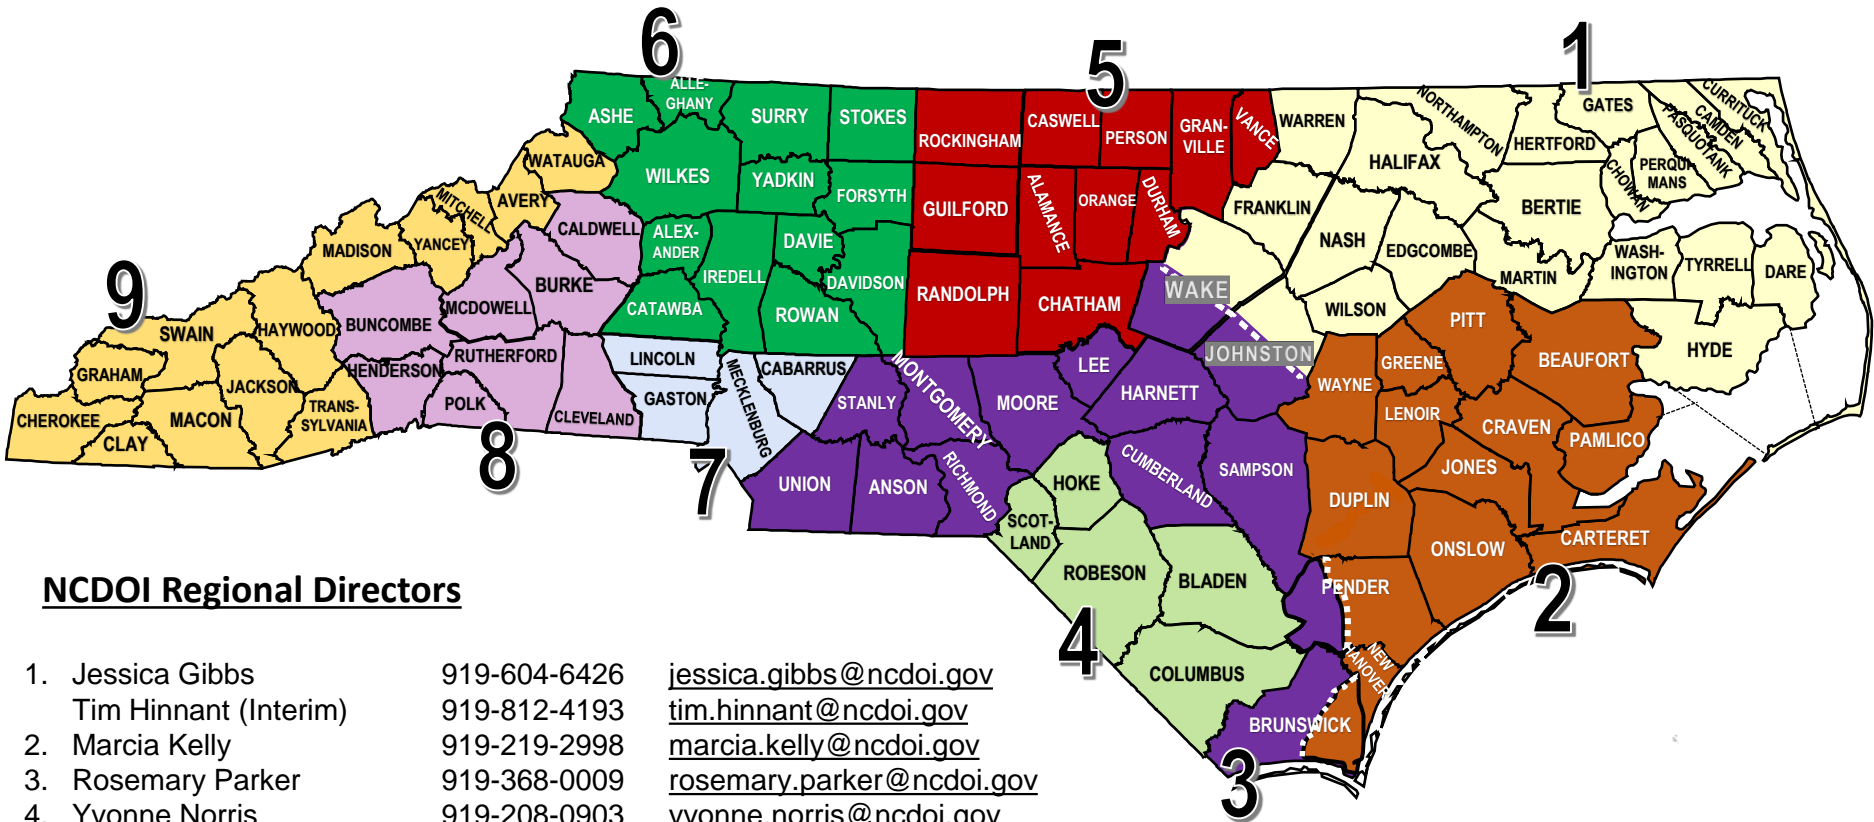 6
5
1
ALLE-
GHANY
ASHE
SURRY
STOKES
ROCKINGHAM
CASWELL
PERSON
GRAN-
VILLE
VANCE
WARREN
NORTHAMPTON
GATES
CURRITUCK
CAMDEN
PASQUOTANK
HERTFORD
WATAUGA
WILKES
YADKIN
FORSYTH
GUILFORD
ALAMANCE
ORANGE
DURHAM
FRANKLIN
HALIFAX
BERTIE
CHOWAN
PERQUI-
MANS
MITCHELL
AVERY
CALDWELL
ALEX-
ANDER
IREDELL
DAVIE
DAVIDSON
RANDOLPH
CHATHAM
WAKE
NASH
EDGCOMBE
MARTIN
WASH-
INGTON
TYRRELL
DARE
MADISON
YANCEY
BURKE
MCDOWELL
CATAWBA
ROWAN
WILSON
PITT
9
SWAIN
HAYWOOD
BUNCOMBE
RUTHERFORD
LINCOLN
MECKLENBURG
CABARRUS
MONTGOMERY
LEE
JOHNSTON
GREENE
BEAUFORT
HYDE
GRAHAM
JACKSON
HENDERSON
POLK
CLEVELAND
GASTON
STANLY
MOORE
HARNETT
WAYNE
LENOIR
CRAVEN
PAMLICO
CHEROKEE
CLAY
MACON
TRANS-
SYLVANIA
8
7
UNION
ANSON
RICHMOND
HOKE
CUMBERLAND
SAMPSON
DUPLIN
JONES
SCOT-
LAND
ROBESON
BLADEN
ONSLOW
CARTERET
PENDER
2
4
COLUMBUS
NEW
HANOVER
BRUNSWICK
3
NCDOI Regional Directors
1. Jessica Gibbs 919-604-6426 jessica.gibbs@ncdoi.gov
Tim Hinnant (Interim) 919-812-4193 tim.hinnant@ncdoi.gov
2. Marcia Kelly 919-219-2998 marcia.kelly@ncdoi.gov
3. Rosemary Parker 919-368-0009 rosemary.parker@ncdoi.gov
4. Yvonne Norris 919-208-0903 yvonne.norris@ncdoi.gov